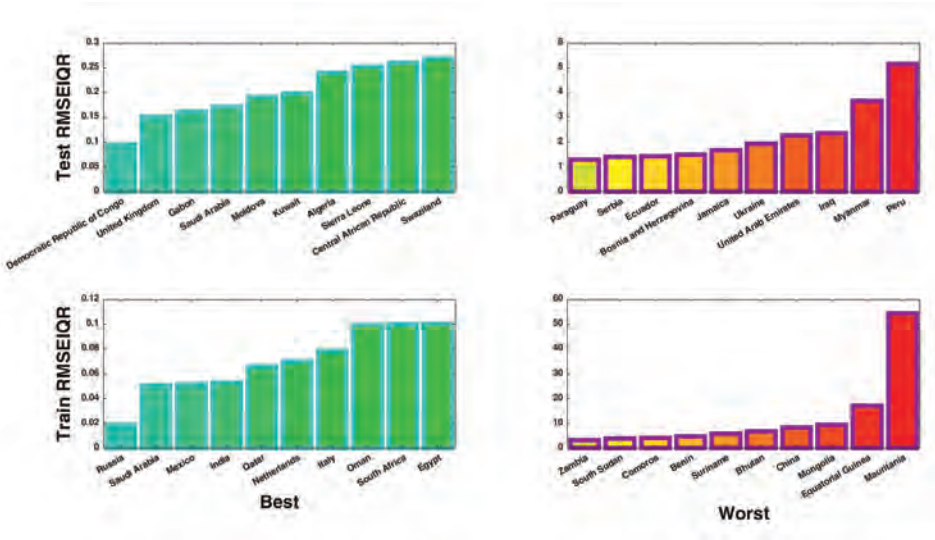 Test RMSEIQR
0.3
0.25
0.2
0.15
0.1
0.05
0
Democratic Republic of Congo
United Kingdom
Gabon
Saudi Arabia
Moldova
Kuwait
Algeria
Sierra Leone
Central African Republic
Swaziland
6
5
4
3
2
1
0
Paraguay
Serbia
Ecuador
Bosnia and Herzegovina
Jamaica
Ukraine
United Arab Emirates
Iraq
Myanmar
Peru
Train RMSEIQR
0.12
0.1
0.08
0.06
0.04
0.02
0
Russia
Saudi Arabia
Mexico
India
Qatar
Netherlands
Italy
Oman
South Africa
Egypt
Best
60
50
40
30
20
10
0
Zambia
South Sudan
Comoros
Benin
Suriname
Bhutan
China
Mongolia
Equatorial Guinea
Mauritania
Worst